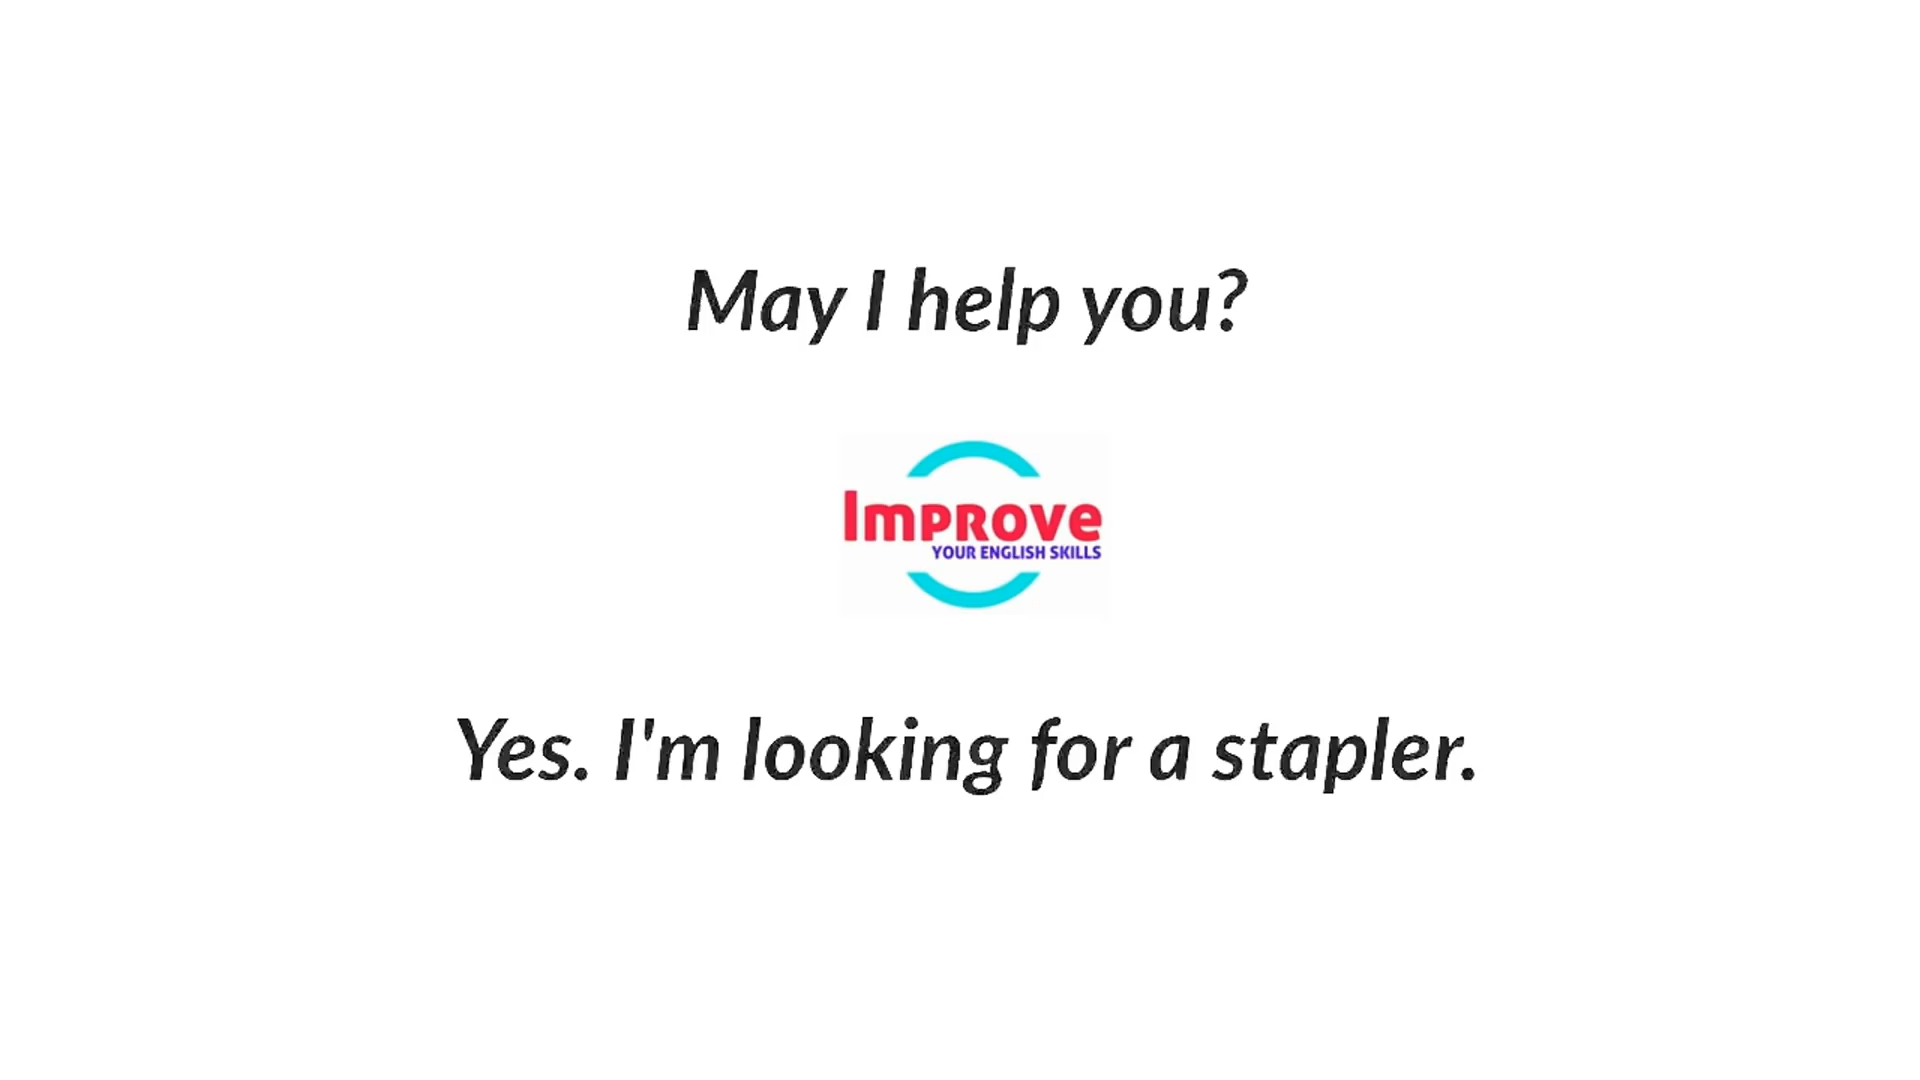 May I help you?
Improve
YOUR ENGLISH SKILLS
Yes. I'm looking for a stapler.